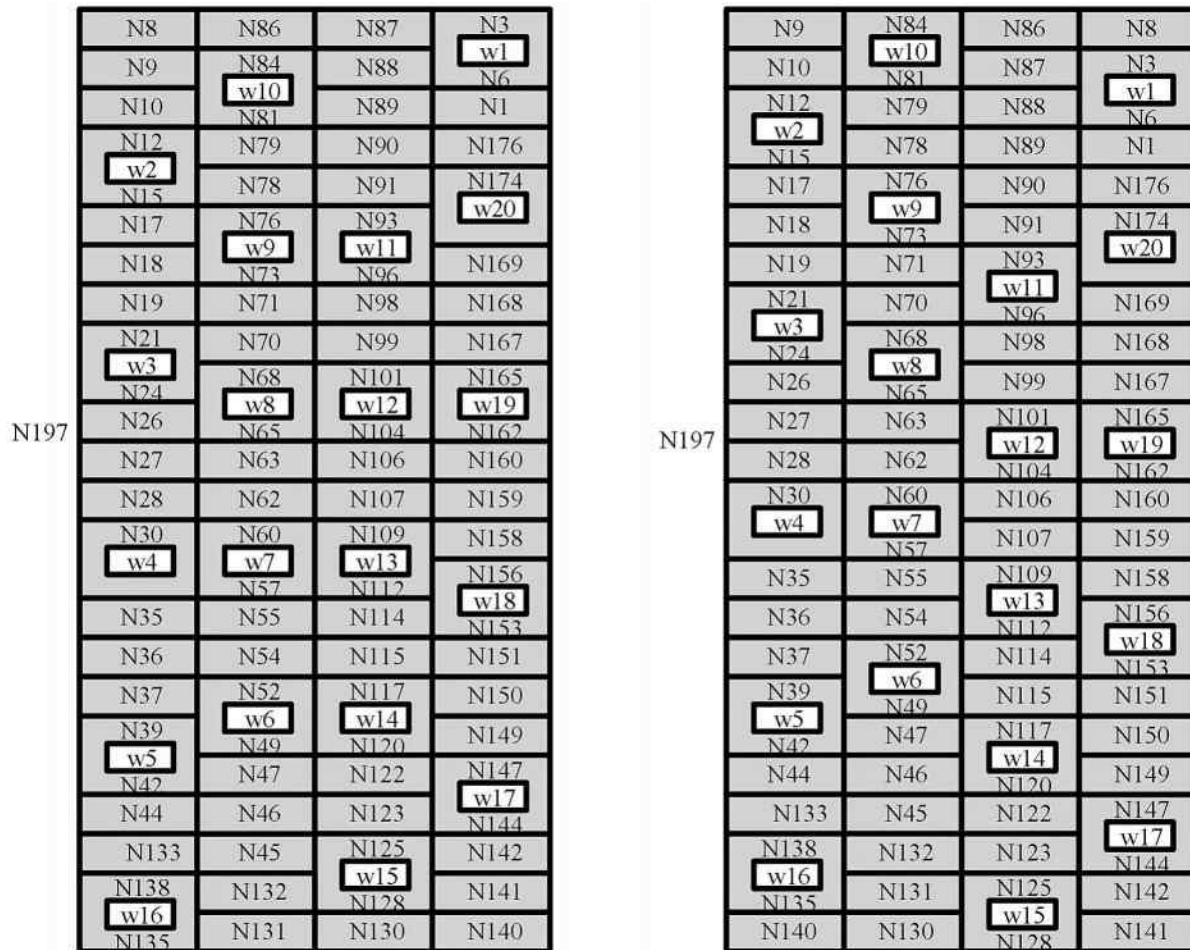 N8 N86 N87 N3
w1
N9 N84 N88 N6
w10
N10 N81 N89 N1
N12 N79 N90 N176
w2
N15 N78 N91 N174
w20
N17 N76 N93
w9 w11
N18 N73 N96 N169
N19 N71 N98 N168
N21 N70 N99 N167
w3
N24 N68 N101 N165
w8 w12 w19
N26 N65 N104 N162
N197
N27 N63 N106 N160
N28 N62 N107 N159
N30 N60 N109 N158
w4 w7 w13
N57 N112 N156
w18
N35 N55 N114 N153
N36 N54 N115 N151
N37 N52 N117 N150
w6 w14
N39 N49 N120 N149
w5
N42 N47 N122 N147
w17
N44 N46 N123 N144
N133 N45 N125 N142
w15
N138 N132 N128 N141
w16
N135 N131 N130 N140
N9 N84 N86 N8
w10
N10 N81 N87 N3
w1
N12 N79 N88 N6
w2
N15 N78 N89 N1
N17 N76 N90 N176
w9
N18 N73 N91 N174
w20
N19 N71 N93
w11
N21 N70 N96 N169
w3
N24 N68 N98 N168
w8
N26 N65 N99 N167
N27 N63 N101 N165
N197 w12 w19
N28 N62 N104 N162
N30 N60 N106 N160
w4 w7
N57 N107 N159
N35 N55 N109 N158
w13
N36 N54 N112 N156
w18
N37 N52 N114 N153
w6
N39 N49 N115 N151
w5
N42 N47 N117 N150
w14
N44 N46 N120 N149
N133 N45 N122 N147
w17
N138 N132 N123 N144
w16
N135 N131 N125 N142
w15
N140 N130 N128 N141